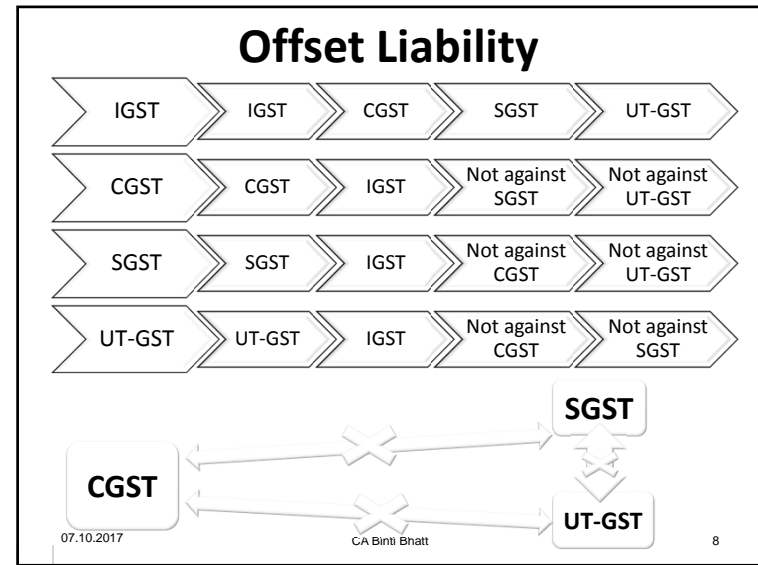 Offset Liability
IGST IGST CGST SGST UT-GST
CGST CGST IGST Not against SGST Not against UT-GST
SGST SGST IGST Not against CGST Not against UT-GST
UT-GST UT-GST IGST Not against CGST Not against SGST
SGST
CGST
UT-GST
07.10.2017 CA Binti Bhatt 8